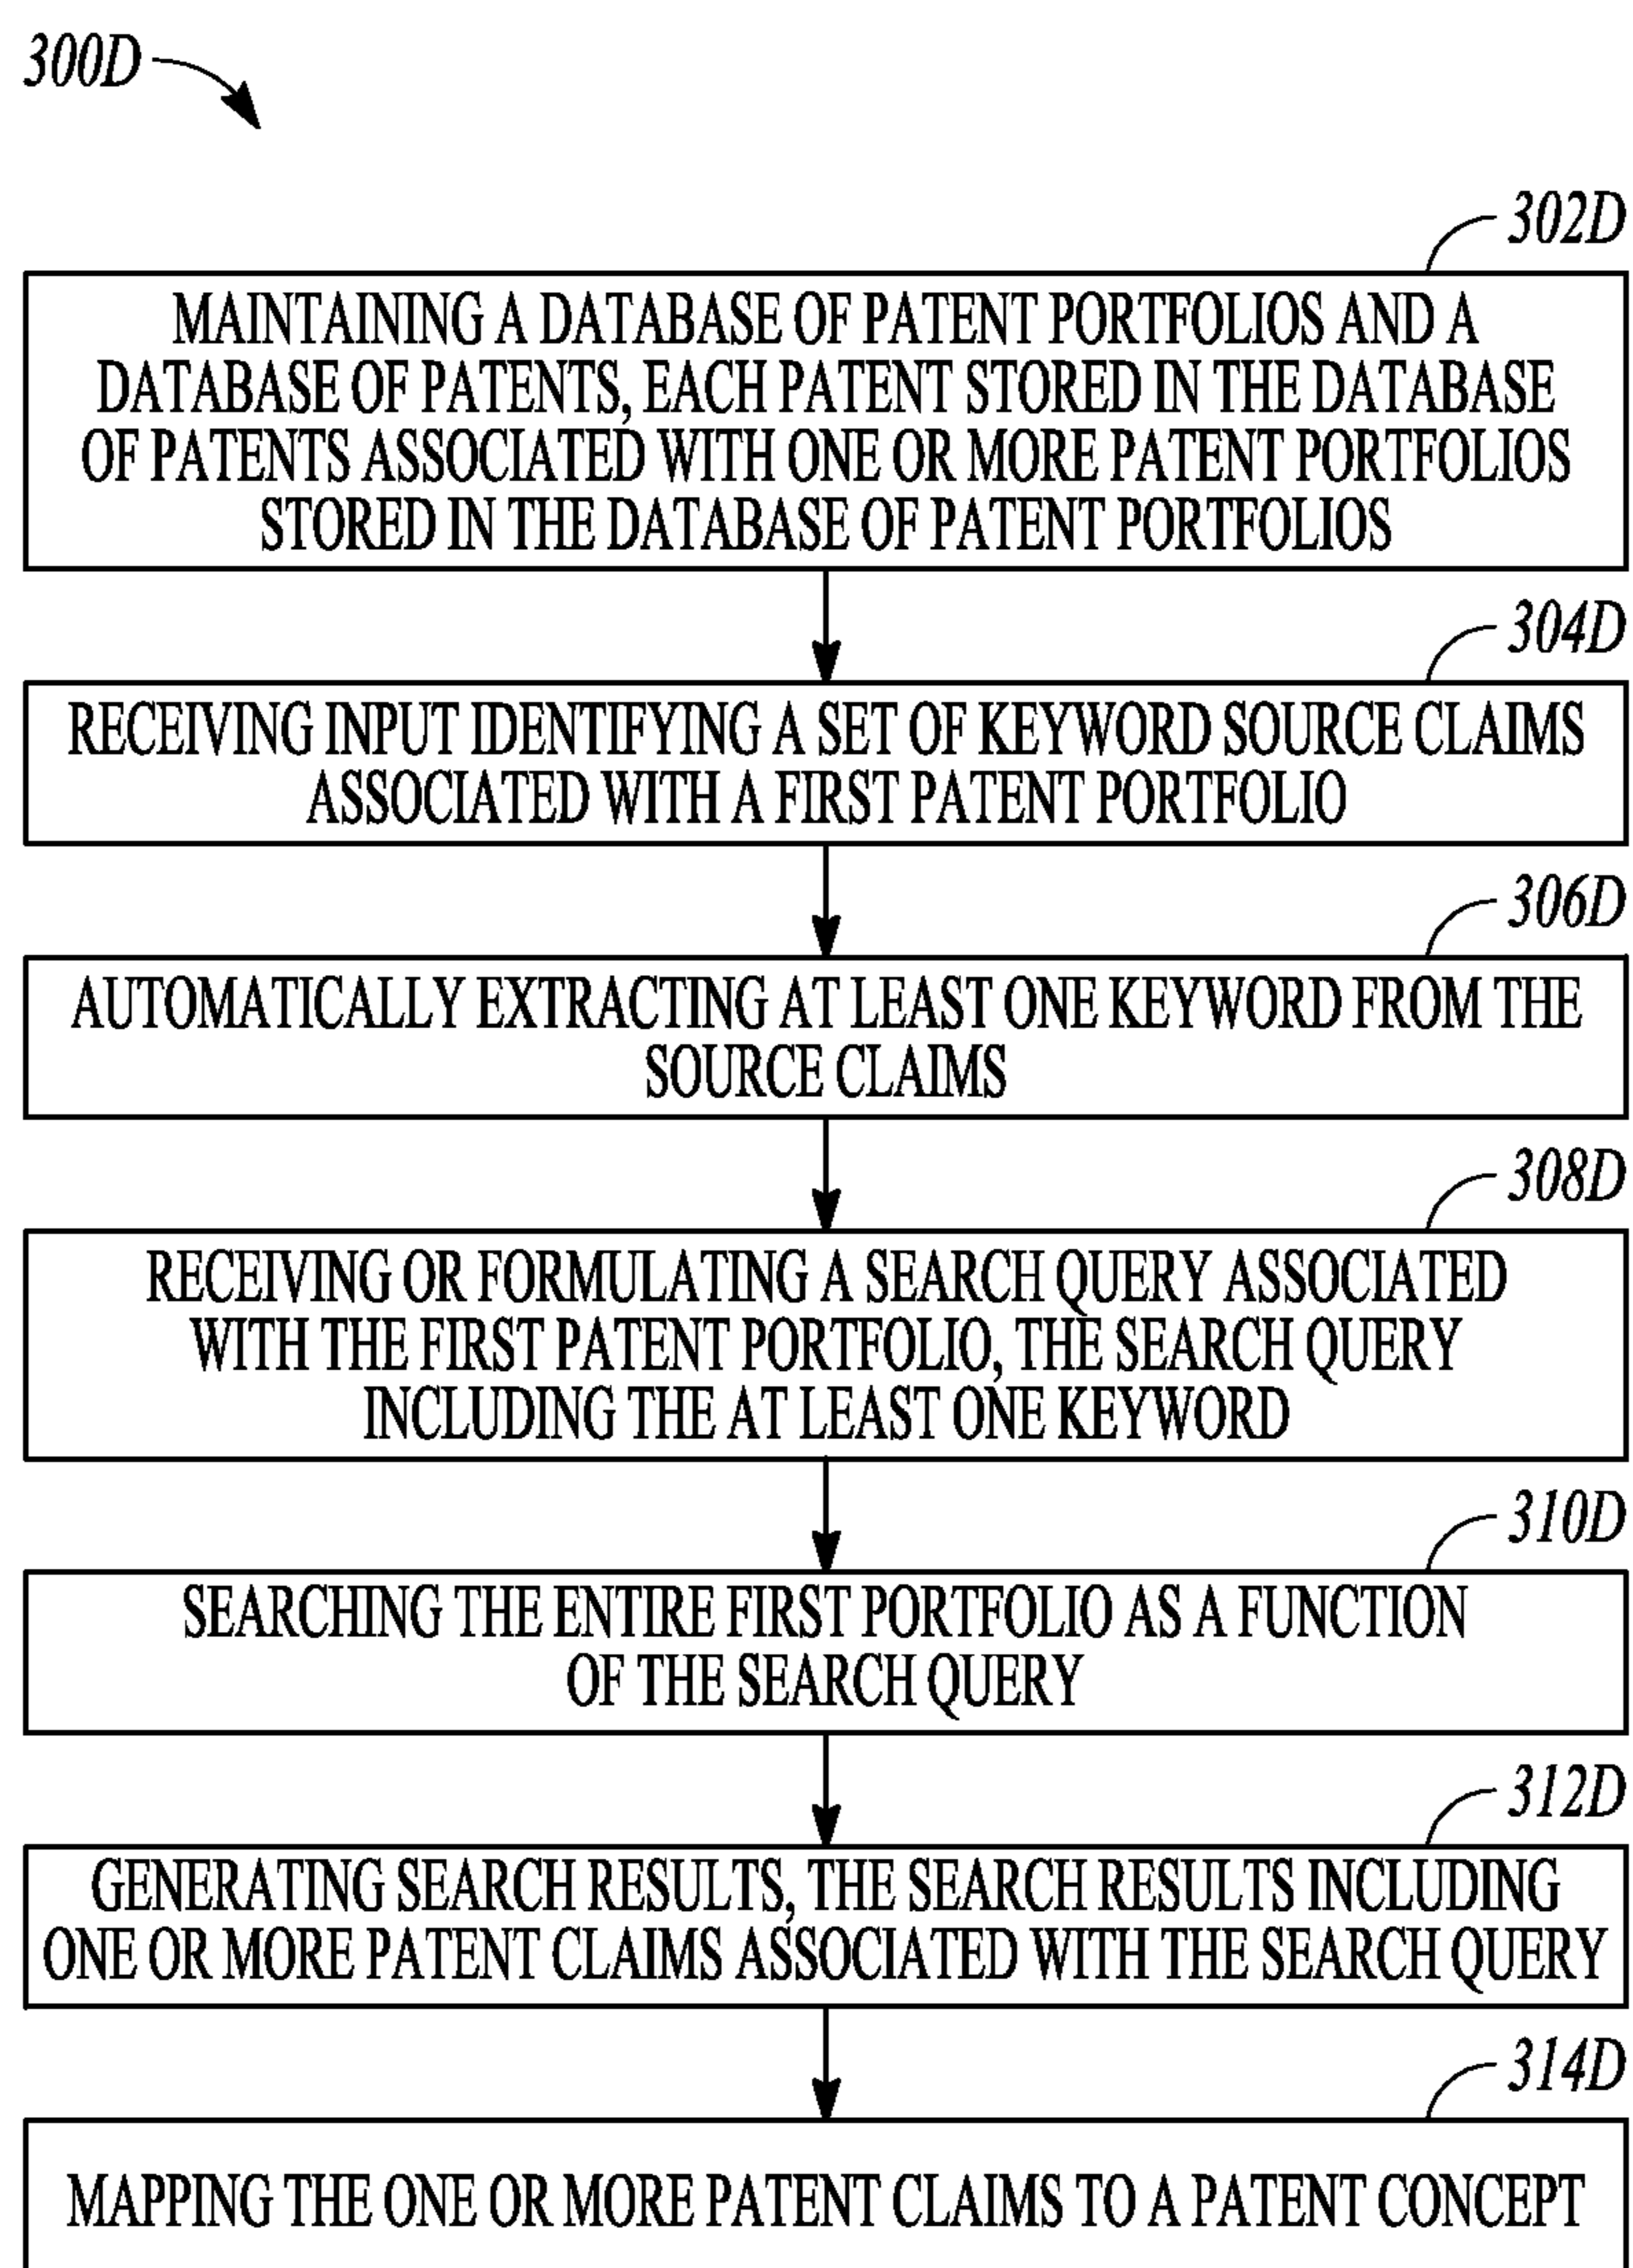 300D
302D
MAINTAINING A DATABASE OF PATENT PORTFOLIOS AND A
DATABASE OF PATENTS, EACH PATENT STORED IN THE DATABASE
OF PATENTS ASSOCIATED WITH ONE OR MORE PATENT PORTFOLIOS
STORED IN THE DATABASE OF PATENT PORTFOLIOS
304D
RECEIVING INPUT IDENTIFYING A SET OF KEYWORD SOURCE CLAIMS
ASSOCIATED WITH A FIRST PATENT PORTFOLIO
306D
AUTOMATICALLY EXTRACTING AT LEAST ONE KEYWORD FROM THE
SOURCE CLAIMS
308D
RECEIVING OR FORMULATING A SEARCH QUERY ASSOCIATED
WITH THE FIRST PATENT PORTFOLIO, THE SEARCH QUERY
INCLUDING THE AT LEAST ONE KEYWORD
310D
SEARCHING THE ENTIRE FIRST PORTFOLIO AS A FUNCTION
OF THE SEARCH QUERY
312D
GENERATING SEARCH RESULTS, THE SEARCH RESULTS INCLUDING
ONE OR MORE PATENT CLAIMS ASSOCIATED WITH THE SEARCH QUERY
314D
MAPPING THE ONE OR MORE PATENT CLAIMS TO A PATENT CONCEPT